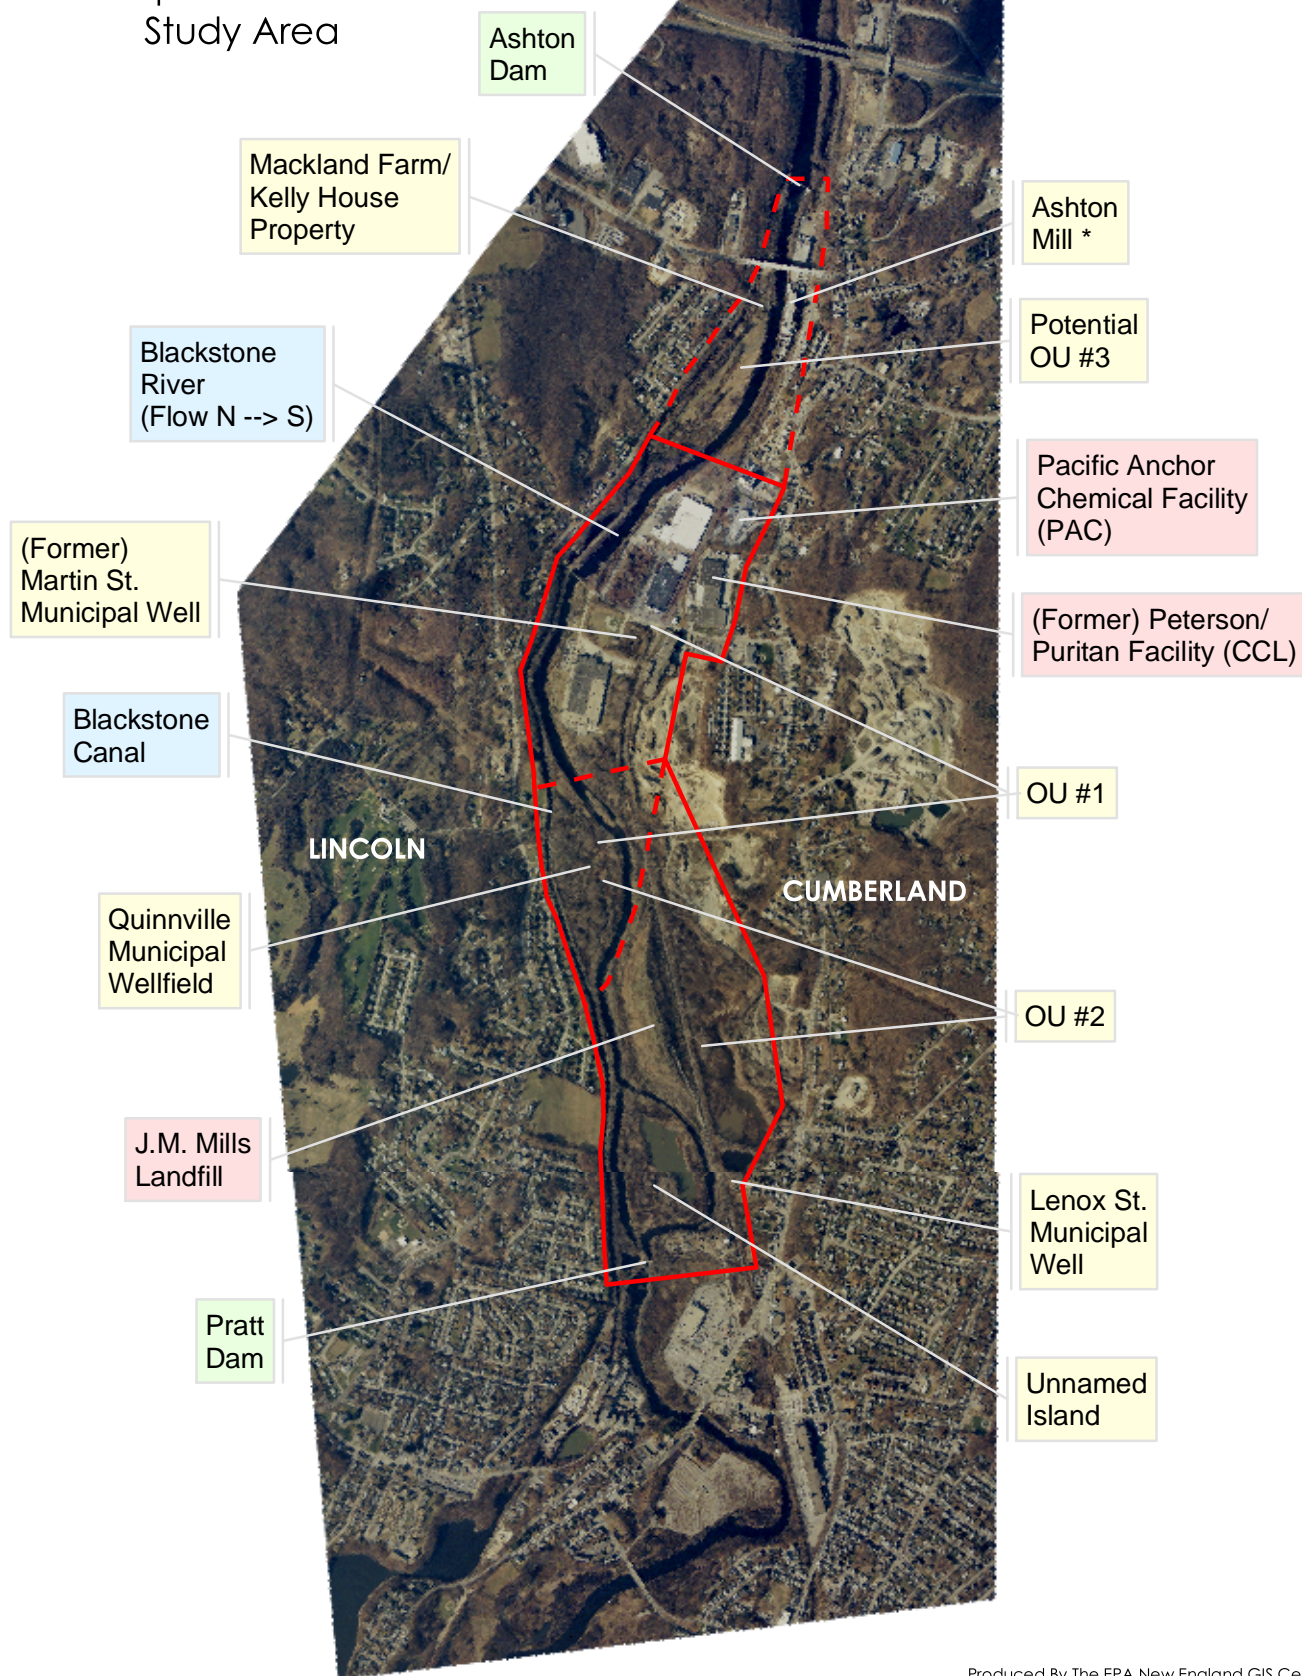 Study Area
Ashton
Dam
Mackland Farm/
Kelly House
Property
Ashton
Mill *
Potential
OU #3
Blackstone
River
(Flow N --> S)
Pacific Anchor
Chemical Facility
(PAC)
(Former)
Martin St.
Municipal Well
(Former) Peterson/
Puritan Facility (CCL)
Blackstone
Canal
OU #1
LINCOLN
CUMBERLAND
Quinnville
Municipal
Wellfield
OU #2
J.M. Mills
Landfill
Lenox St.
Municipal
Well
Pratt
Dam
Unnamed
Island
Produced By The EPA New England GIS Ce